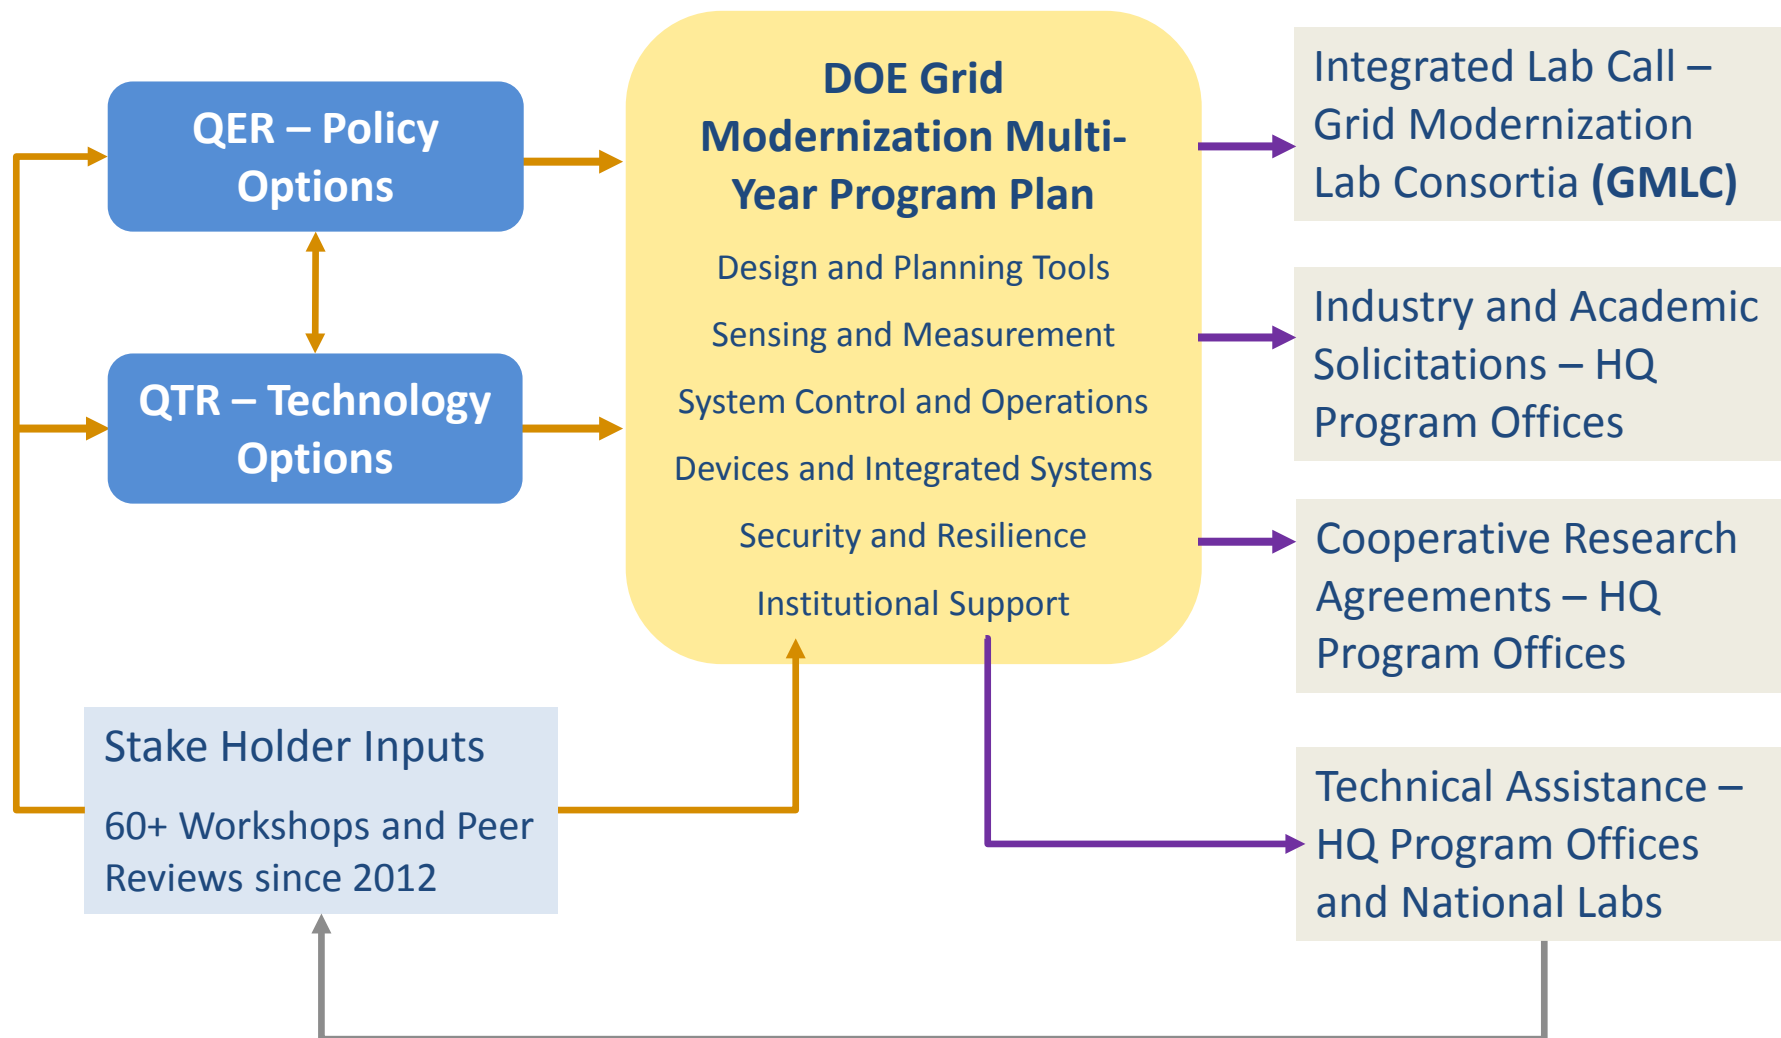 QER – Policy
Options
QTR – Technology
Options
Stake Holder Inputs
60+ Workshops and Peer
Reviews since 2012
DOE Grid
Modernization Multi-
Year Program Plan
Design and Planning Tools
Sensing and Measurement
System Control and Operations
Devices and Integrated Systems
Security and Resilience
Institutional Support
Integrated Lab Call –
Grid Modernization
Lab Consortia (GMLC)
Industry and Academic
Solicitations – HQ
Program Offices
Cooperative Research
Agreements – HQ
Program Offices
Technical Assistance –
HQ Program Offices
and National Labs